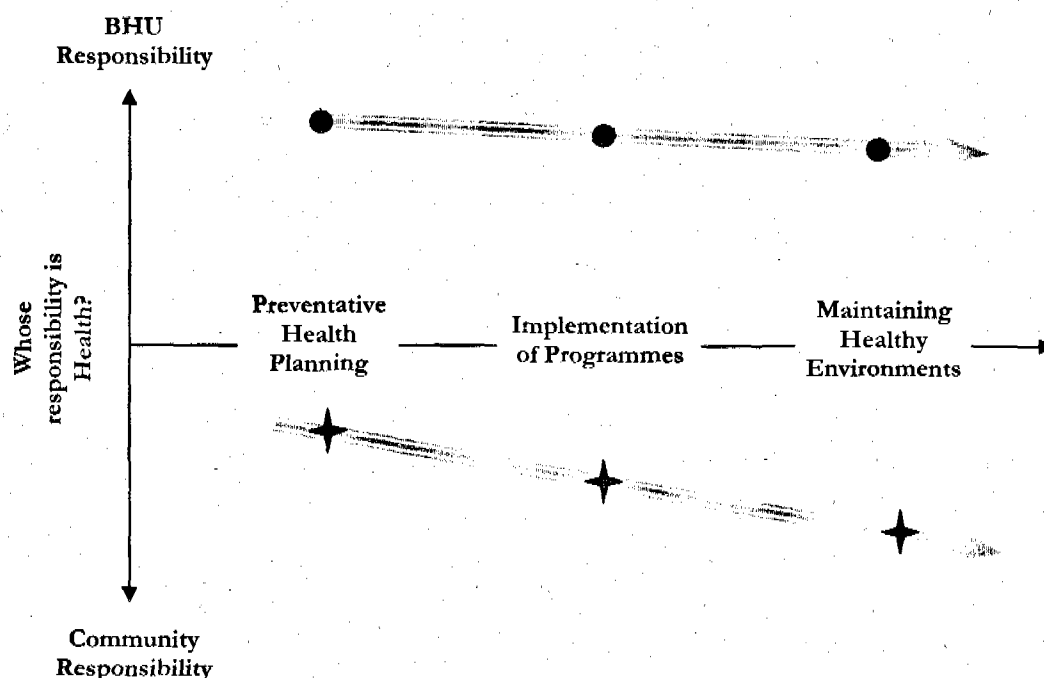 BHU
Responsibility
Whose
responsibility is
Health?
Preventative
Health
Planning
Implementation
of Programmes
Maintaining
Healthy
Environments
Community
Responsibility